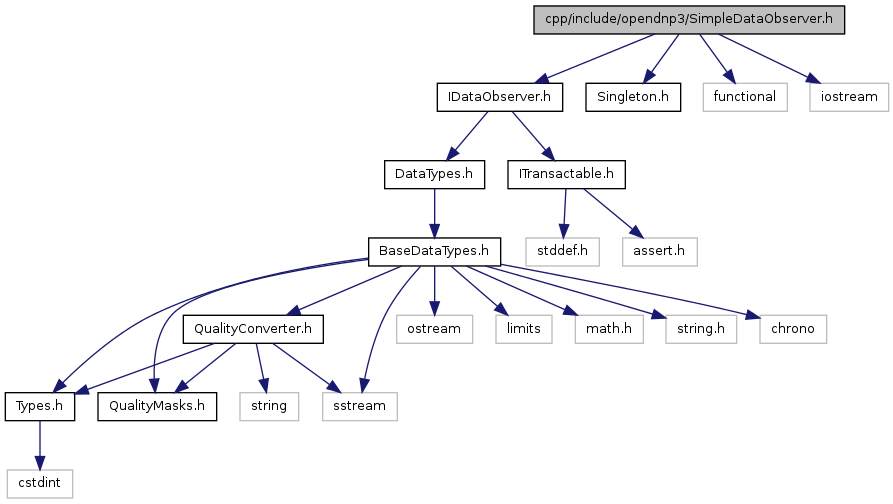 cpp/include/opendnp3/SimpleDataObserver.h
IDataObserver.h
Singleton.h
functional
iostream
DataTypes.h
ITransactable.h
BaseDataTypes.h
stddef.h
assert.h
QualityConverter.h
ostream
limits
math.h
string.h
chrono
Types.h
QualityMasks.h
string
sstream
cstdint